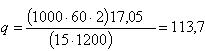 q = (1000·60·2)17,05 / (15·1200) = 113,7